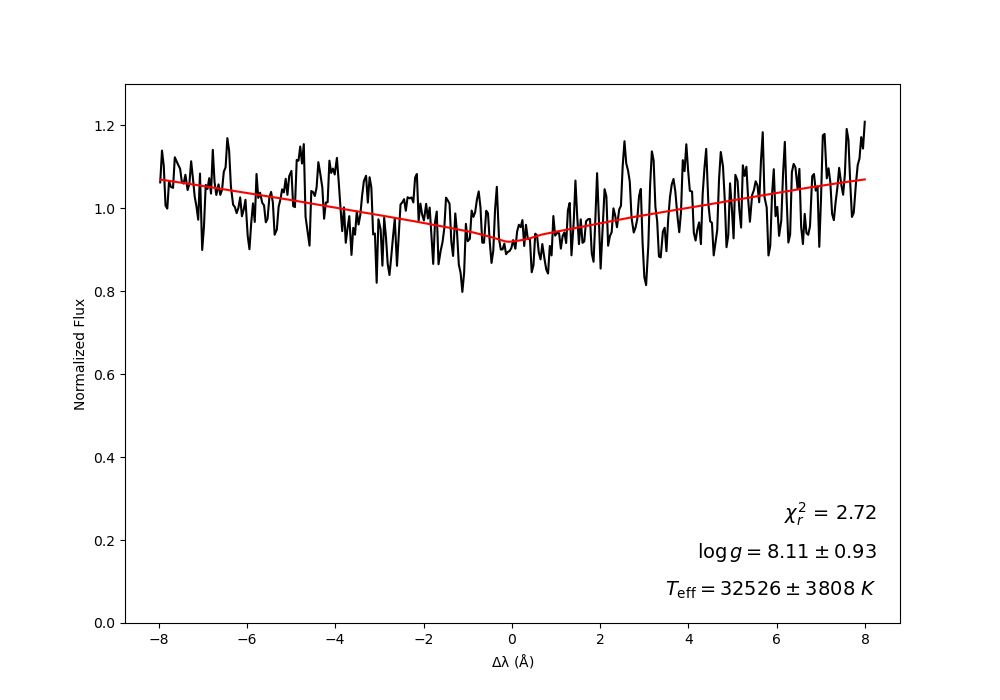 1.2
1.0
0.8
0.6
0.4
0.2
0.0
Normalized Flux
χ²ᵣ = 2.72
log g = 8.11 ± 0.93
T_eff = 32526 ± 3808 K
−8 −6 −4 −2 0 2 4 6 8
Δλ (Å)